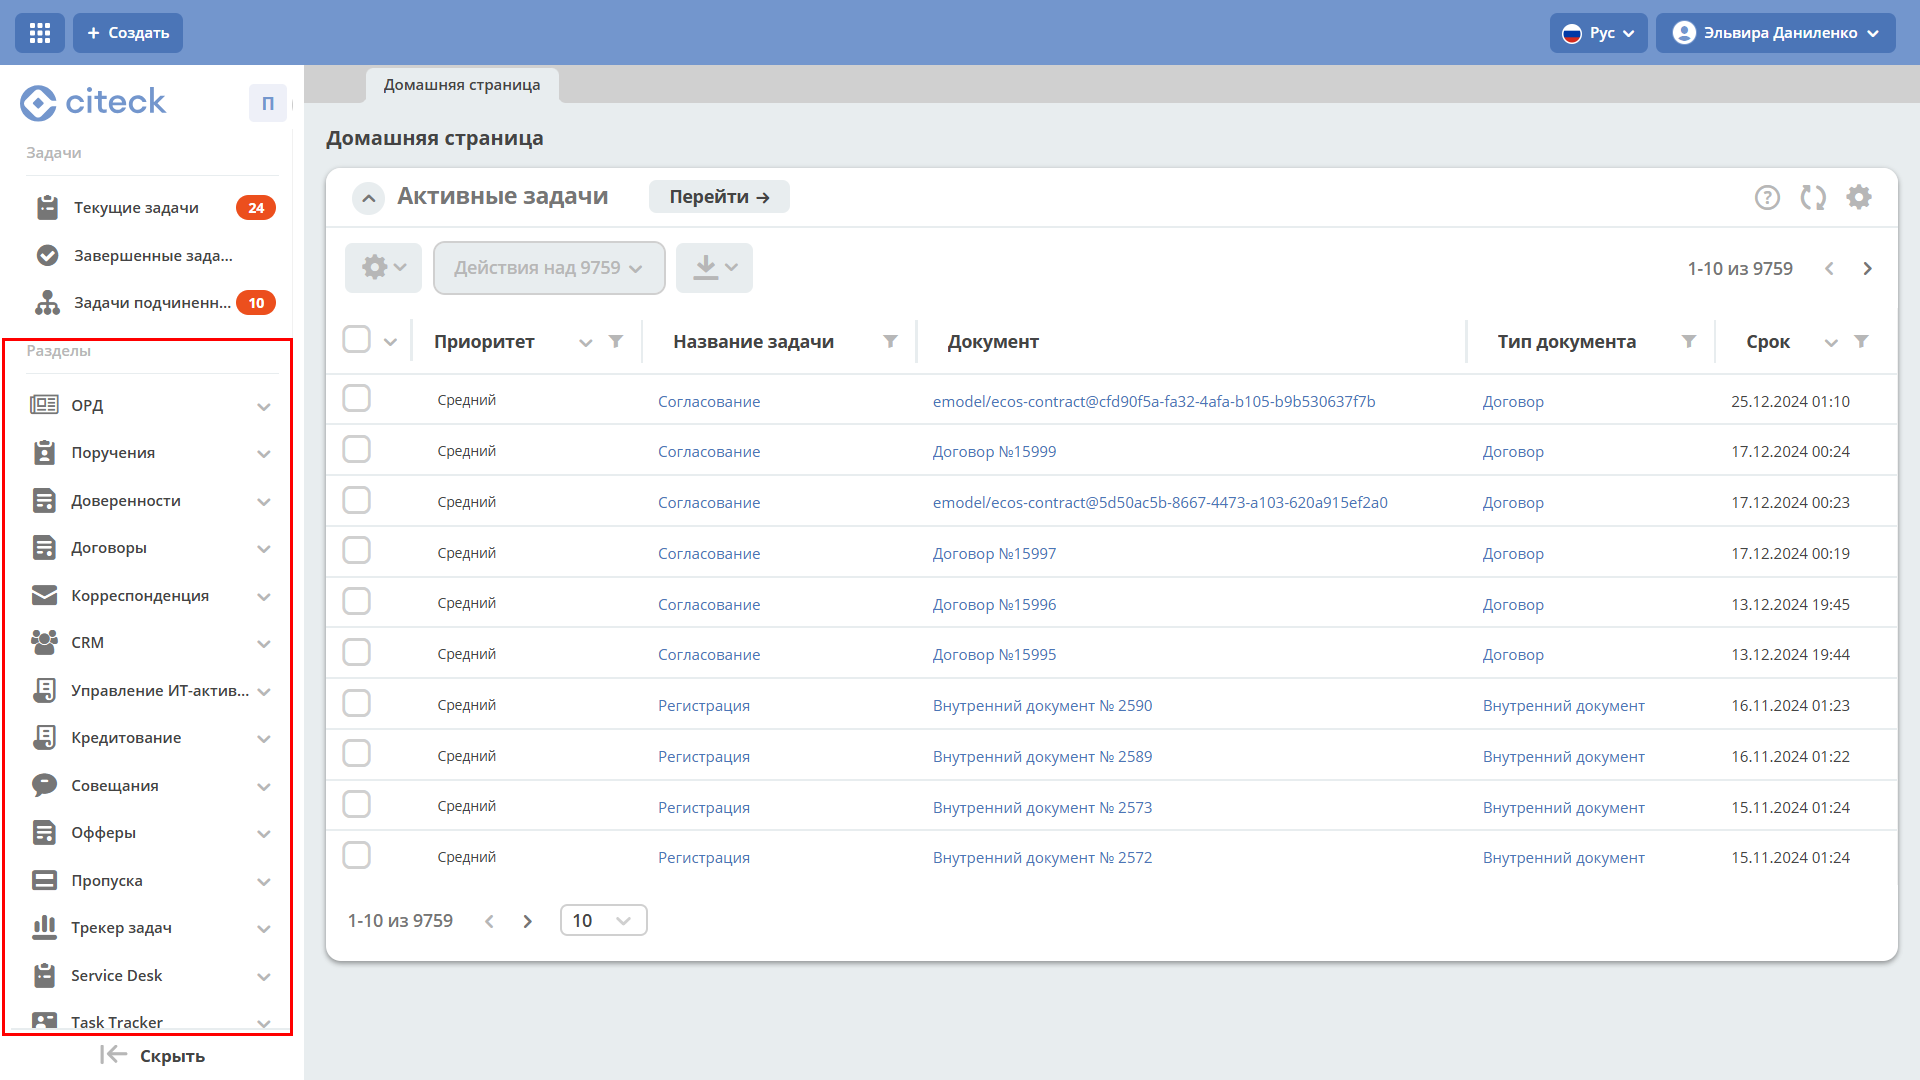 + Создать
Рус
Эльвира Даниленко
citeck
П
Задачи
Текущие задачи 24
Завершенные зада...
Задачи подчиненн... 10
Разделы
ОРД
Поручения
Доверенности
Договоры
Корреспонденция
CRM
Управление ИТ-актив...
Кредитование
Совещания
Офферы
Пропуска
Трекер задач
Service Desk
Task Tracker
Скрыть
Домашняя страница
Домашняя страница
Активные задачи Перейти →
Действия над 9759 1-10 из 9759
Приоритет Название задачи Документ Тип документа Срок
Средний Согласование emodel/ecos-contract@cfd90f5a-fa32-4afa-b105-b9b530637f7b Договор 25.12.2024 01:10
Средний Согласование Договор №15999 Договор 17.12.2024 00:24
Средний Согласование emodel/ecos-contract@5d50ac5b-8667-4473-a103-620a915ef2a0 Договор 17.12.2024 00:23
Средний Согласование Договор №15997 Договор 17.12.2024 00:19
Средний Согласование Договор №15996 Договор 13.12.2024 19:45
Средний Согласование Договор №15995 Договор 13.12.2024 19:44
Средний Регистрация Внутренний документ № 2590 Внутренний документ 16.11.2024 01:23
Средний Регистрация Внутренний документ № 2589 Внутренний документ 16.11.2024 01:22
Средний Регистрация Внутренний документ № 2573 Внутренний документ 15.11.2024 01:24
Средний Регистрация Внутренний документ № 2572 Внутренний документ 15.11.2024 01:24
1-10 из 9759 10